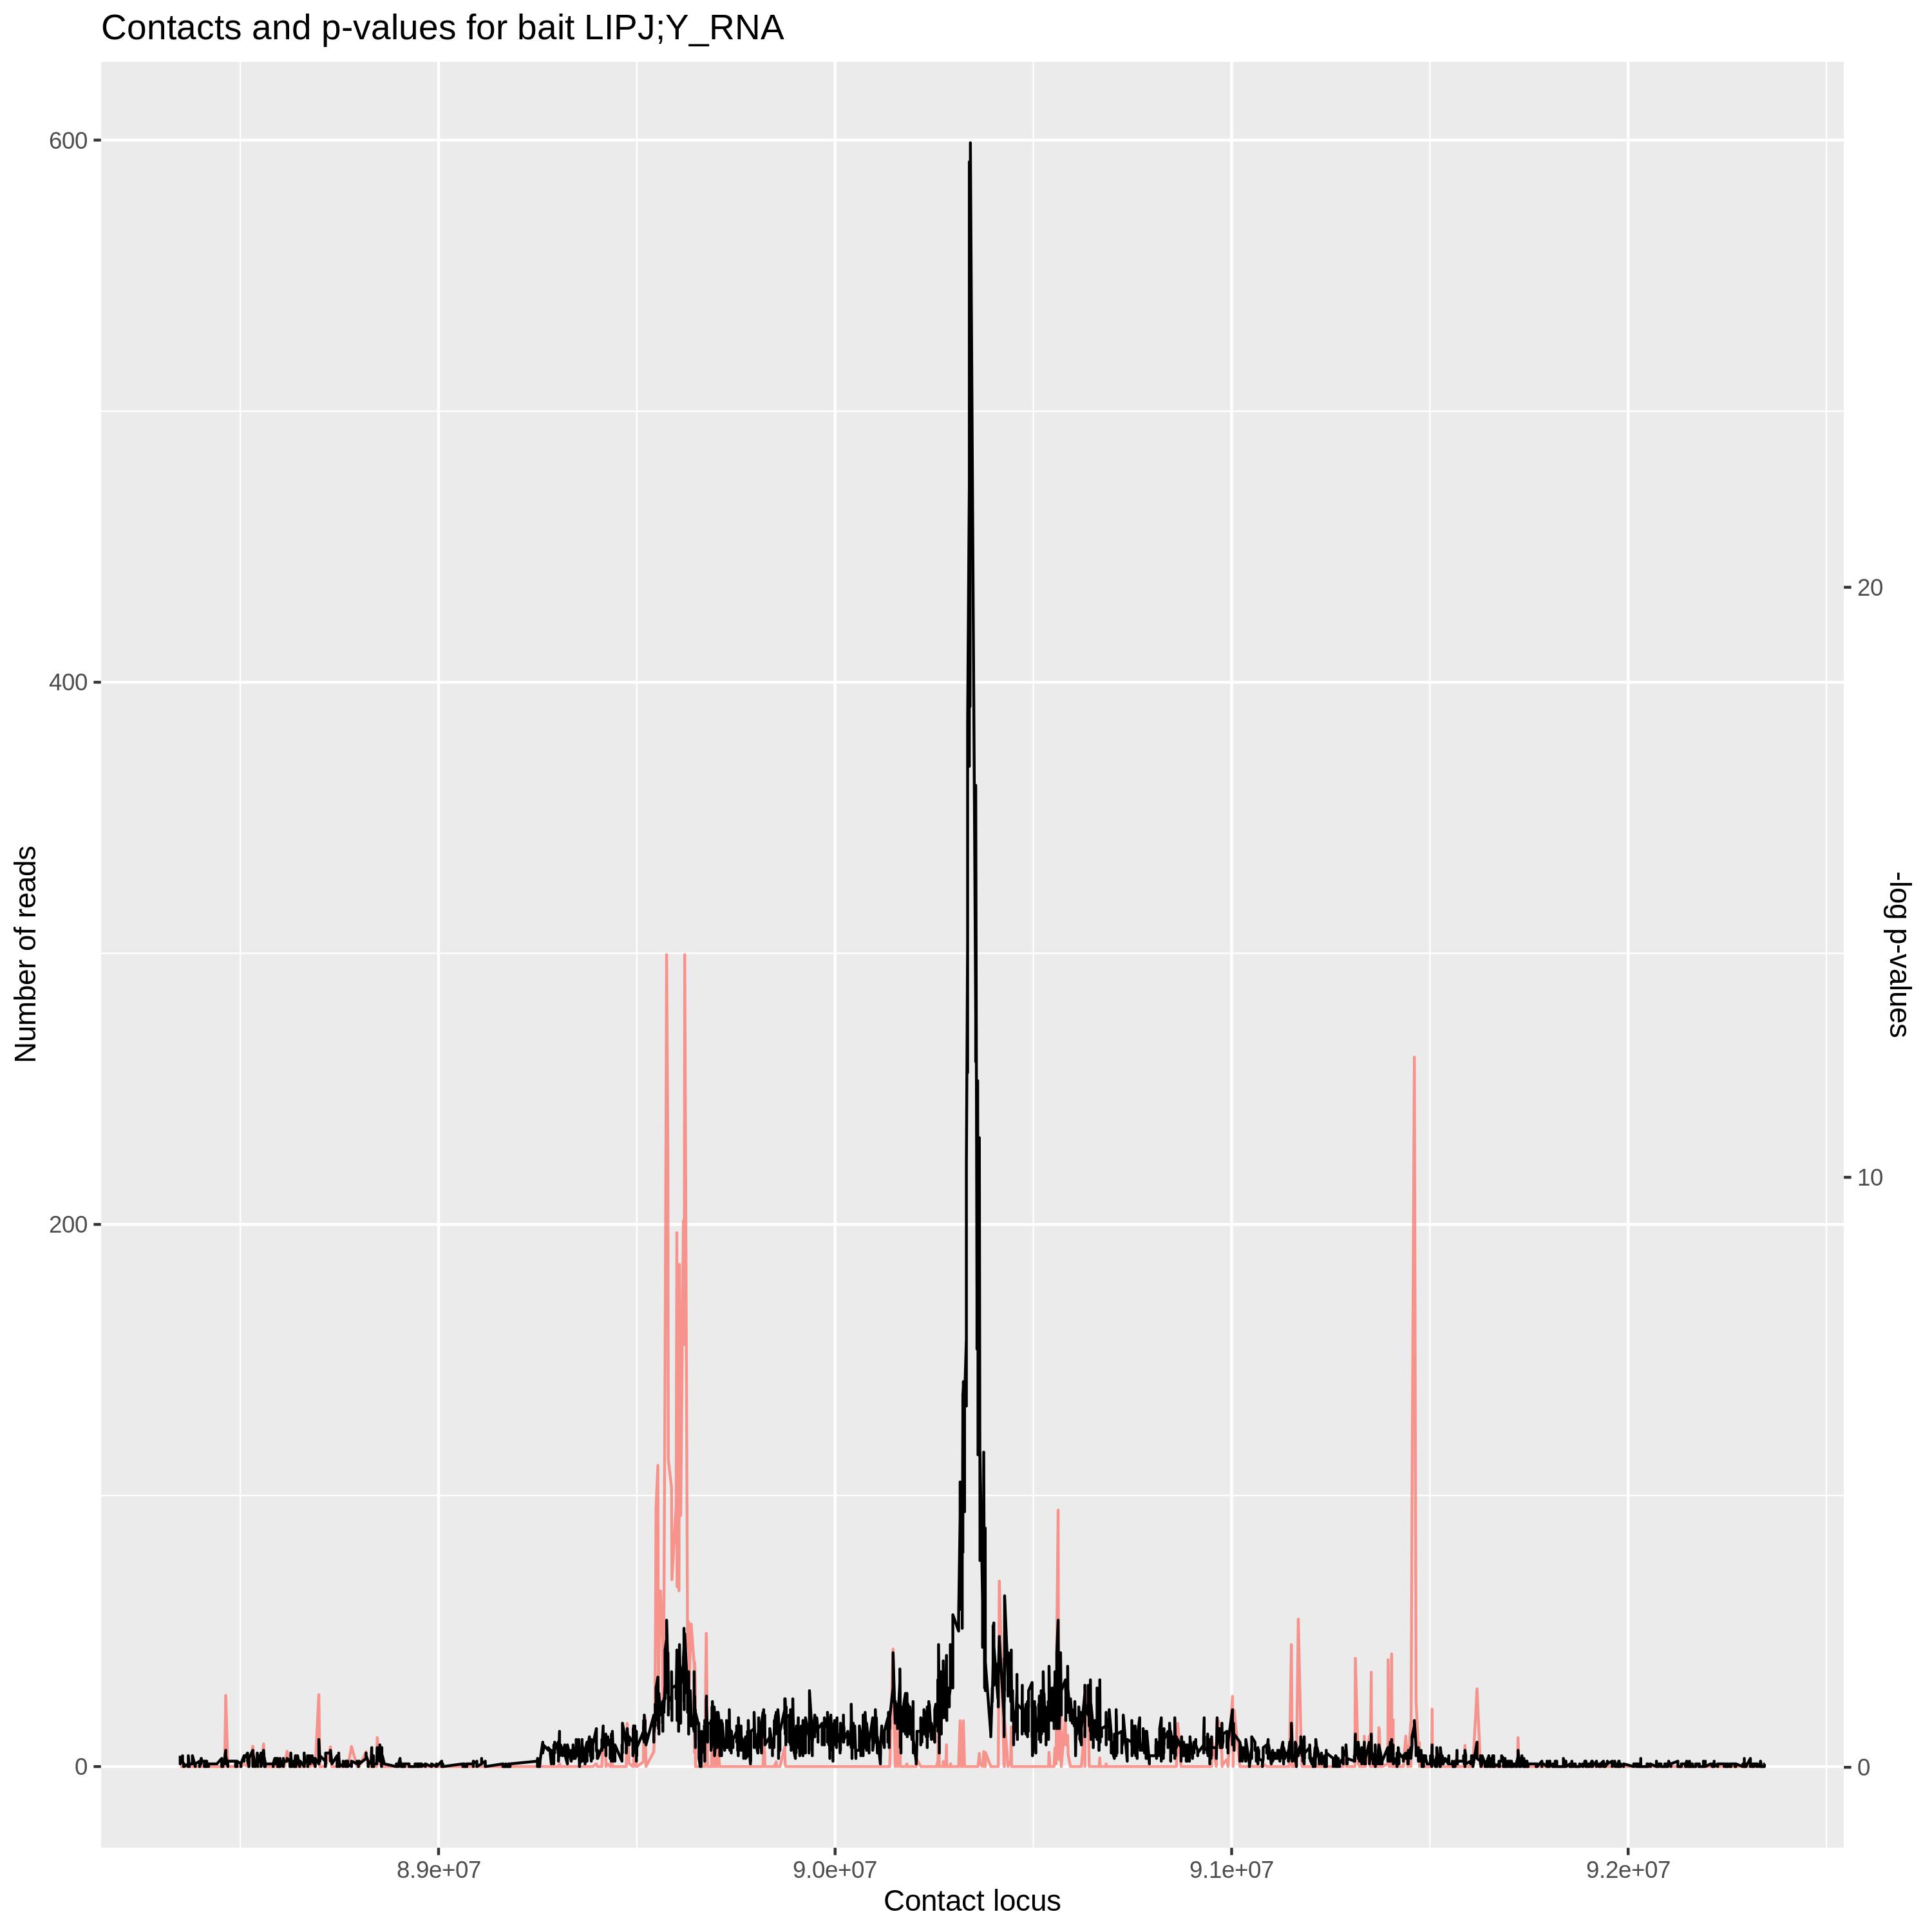 Contacts and p-values for bait LIPJ;Y_RNA
600
400
200
0
Number of reads
20
10
0
-log p-values
8.9e+07
9.0e+07
9.1e+07
9.2e+07
Contact locus